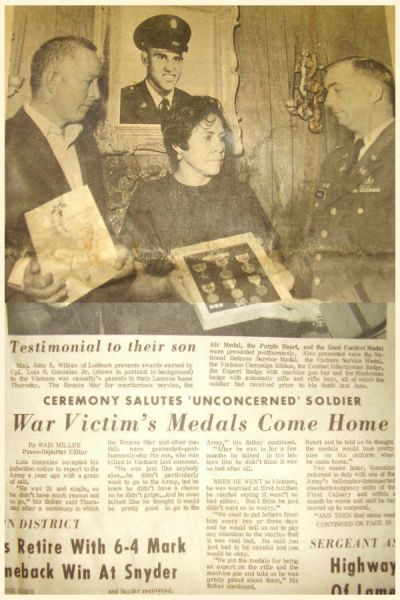 Testimonial to their son
Maj. John S. Wilkes of Lubbock presents awards earned by
Cpl. Luis S. Gonzales Jr. (shown in portrait in background)
to the Vietnam war casualty's parents in their Lamesa home
Thursday. The Bronze Star for meritorious service, the
Air Medal, the Purple Heart, and the Good Conduct Medal
were presented posthumously. Also presented were the Na-
tional Defense Service Medal, the Vietnam Service Medal,
the Vietnam Campaign Ribbon, the Combat Infantryman Badge,
the Expert Badge with machine gun bar and the Marksman
badge with automatic rifle and rifle bars, all of which the
soldier had received prior to his death last June.
CEREMONY SALUTES 'UNCONCERNED' SOLDIER
War Victim's Medals Come Home
By WAIN MILLER
Press-Reporter Editor
Luis Gonzales accepted his
induction notice to report to the
Army a year ago with a grain
of salt.
"He was 21 and single, so
he didn't have much reason not
to go," his father said Thurs-
day after a ceremony in which
the Bronze Star and other me-
dals were presented—posth-
umously—for his son, who was
killed in Vietnam last summer.
"He was just like anybody
else...he didn't particularly
want to go to the Army, but he
knew he didn't have a choice
so he didn't gripe...and he even
talked like he thought it would
be pretty good to go to the
Army," his father continued.
"After he was in for a few
months he told us in his let-
ters that he didn't think it was
so bad after all.
WHEN HE WENT to Vietnam,
he was worried at first but then
he started saying it wasn't so
bad either. But I think he just
didn't want us to worry."
"We used to get letters from
him every two or three days
and he would tell us not to pay
any attention to the stories that
it was real bad. He said you
just had to be careful and you
would be okay.
"He got the medals for being
an expert on the rifle and the
machine gun and told us he was
pretty proud of them," his
father continued.
Heart and he told us he thought
the medals would look pretty
nice on his uniform when
he came home."
Two weeks later, Gonzales
returned to duty with one of the
Army's helicopter-transported
counterinsurgency units of the
First Calvary and within a
month he wrote and said he had
moved up to corporal.
"AND THEN that same week
CONTINUED ON PAGE 10
N DISTRICT
s Retire With 6-4 Mark
meback Win At Snyder
and Snyder recovered.
SERGEANT AS
Highway
Of Lame